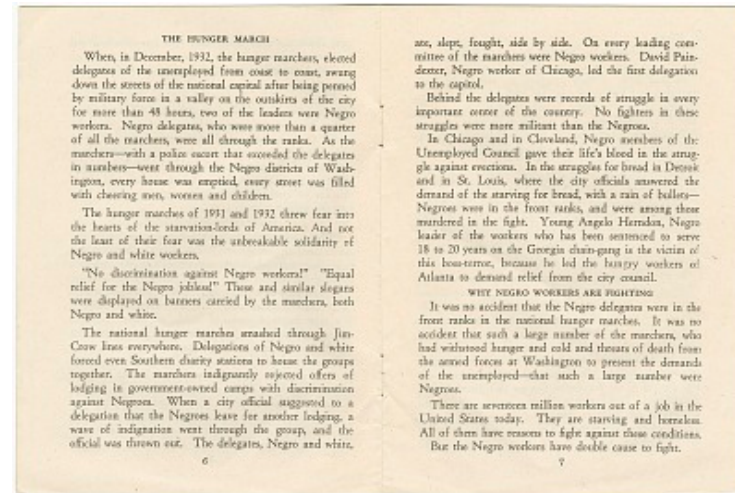 THE HUNGER MARCH
When, in December, 1932, the hunger marchers, elected
delegates of the unemployed from coast to coast, swung
down the streets of the national capital after being penned
by military force in a valley on the outskirts of the city
for more than 48 hours, two of the leaders were Negro
workers. Negro delegates, who were more than a quarter
of all the marchers, were all through the ranks. As the
marchers—with a police escort that exceeded the delegates
in numbers—went through the Negro districts of Wash-
ington, every house was emptied, every street was filled
with cheering men, women and children.
The hunger marches of 1931 and 1932 threw fear into
the hearts of the starvation-lords of America. And not
the least of their fear was the unbreakable solidarity of
Negro and white workers.
"No discrimination against Negro workers!" "Equal
relief for the Negro jobless!" These and similar slogans
were displayed on banners carried by the marchers, both
Negro and white.
The national hunger marches smashed through Jim-
Crow lines everywhere. Delegations of Negro and white
forced even Southern charity stations to house the groups
together. The marchers indignantly rejected offers of
lodging in government-owned camps with discrimination
against Negroes. When a city official suggested to a
delegation that the Negroes leave for another lodging, a
wave of indignation went through the group, and the
official was thrown out. The delegates, Negro and white,
6
ate, slept, fought, side by side. On every leading com-
mittee of the marchers were Negro workers. David Pain-
dexter, Negro worker of Chicago, led the first delegation
to the capitol.
Behind the delegates were records of struggle in every
important center of the country. No fighters in these
struggles were more militant than the Negroes.
In Chicago and in Cleveland, Negro members of the
Unemployed Council gave their life's blood in the strug-
gle against evictions. In the struggles for bread in Detroit
and in St. Louis, where the city officials answered the
demand of the starving for bread, with a rain of bullets—
Negroes were in the front ranks, and were among those
murdered in the fight. Young Angelo Herndon, Negro
leader of the workers who has been sentenced to serve
18 to 20 years on the Georgia chain-gang is the victim of
this boss-terror, because he led the hungry workers of
Atlanta to demand relief from the city council.
WHY NEGRO WORKERS ARE FIGHTING
It was no accident that the Negro delegates were in the
front ranks in the national hunger marches. It was no
accident that such a large number of the marchers, who
had withstood hunger and cold and threats of death from
the armed forces at Washington to present the demands
of the unemployed—that such a large number were
Negroes.
There are seventeen million workers out of a job in the
United States today. They are starving and homeless.
All of them have reasons to fight against these conditions.
But the Negro workers have double cause to fight.
7